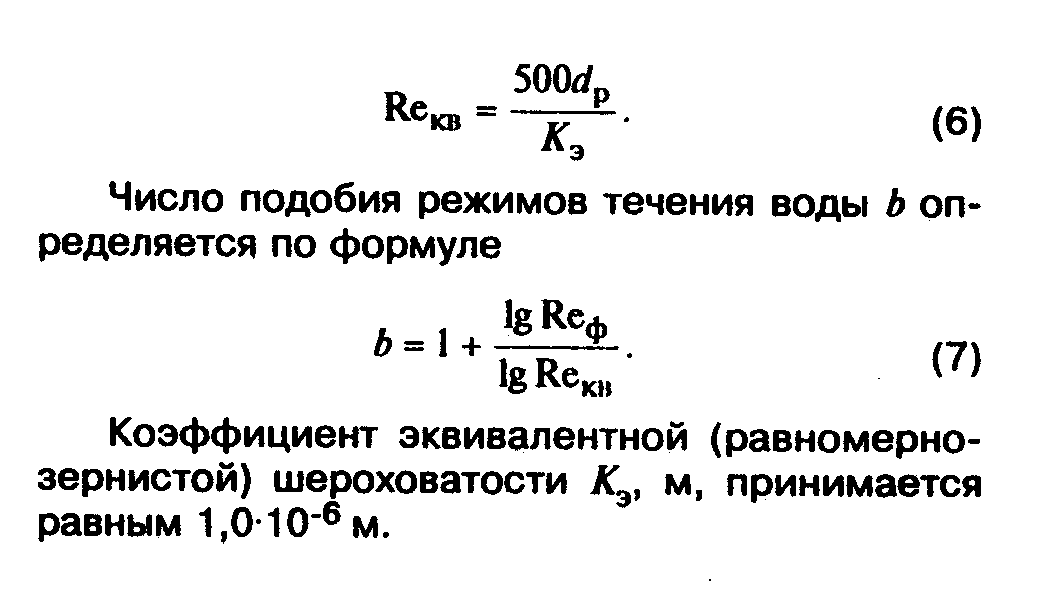 Re_кв = 500d_р / K_э. (6)
Число подобия режимов течения воды b оп-
ределяется по формуле
b = 1 + lg Re_ф / lg Re_кв. (7)
Коэффициент эквивалентной (равномерно-
зернистой) шероховатости K_э, м, принимается
равным 1,0·10⁻⁶ м.